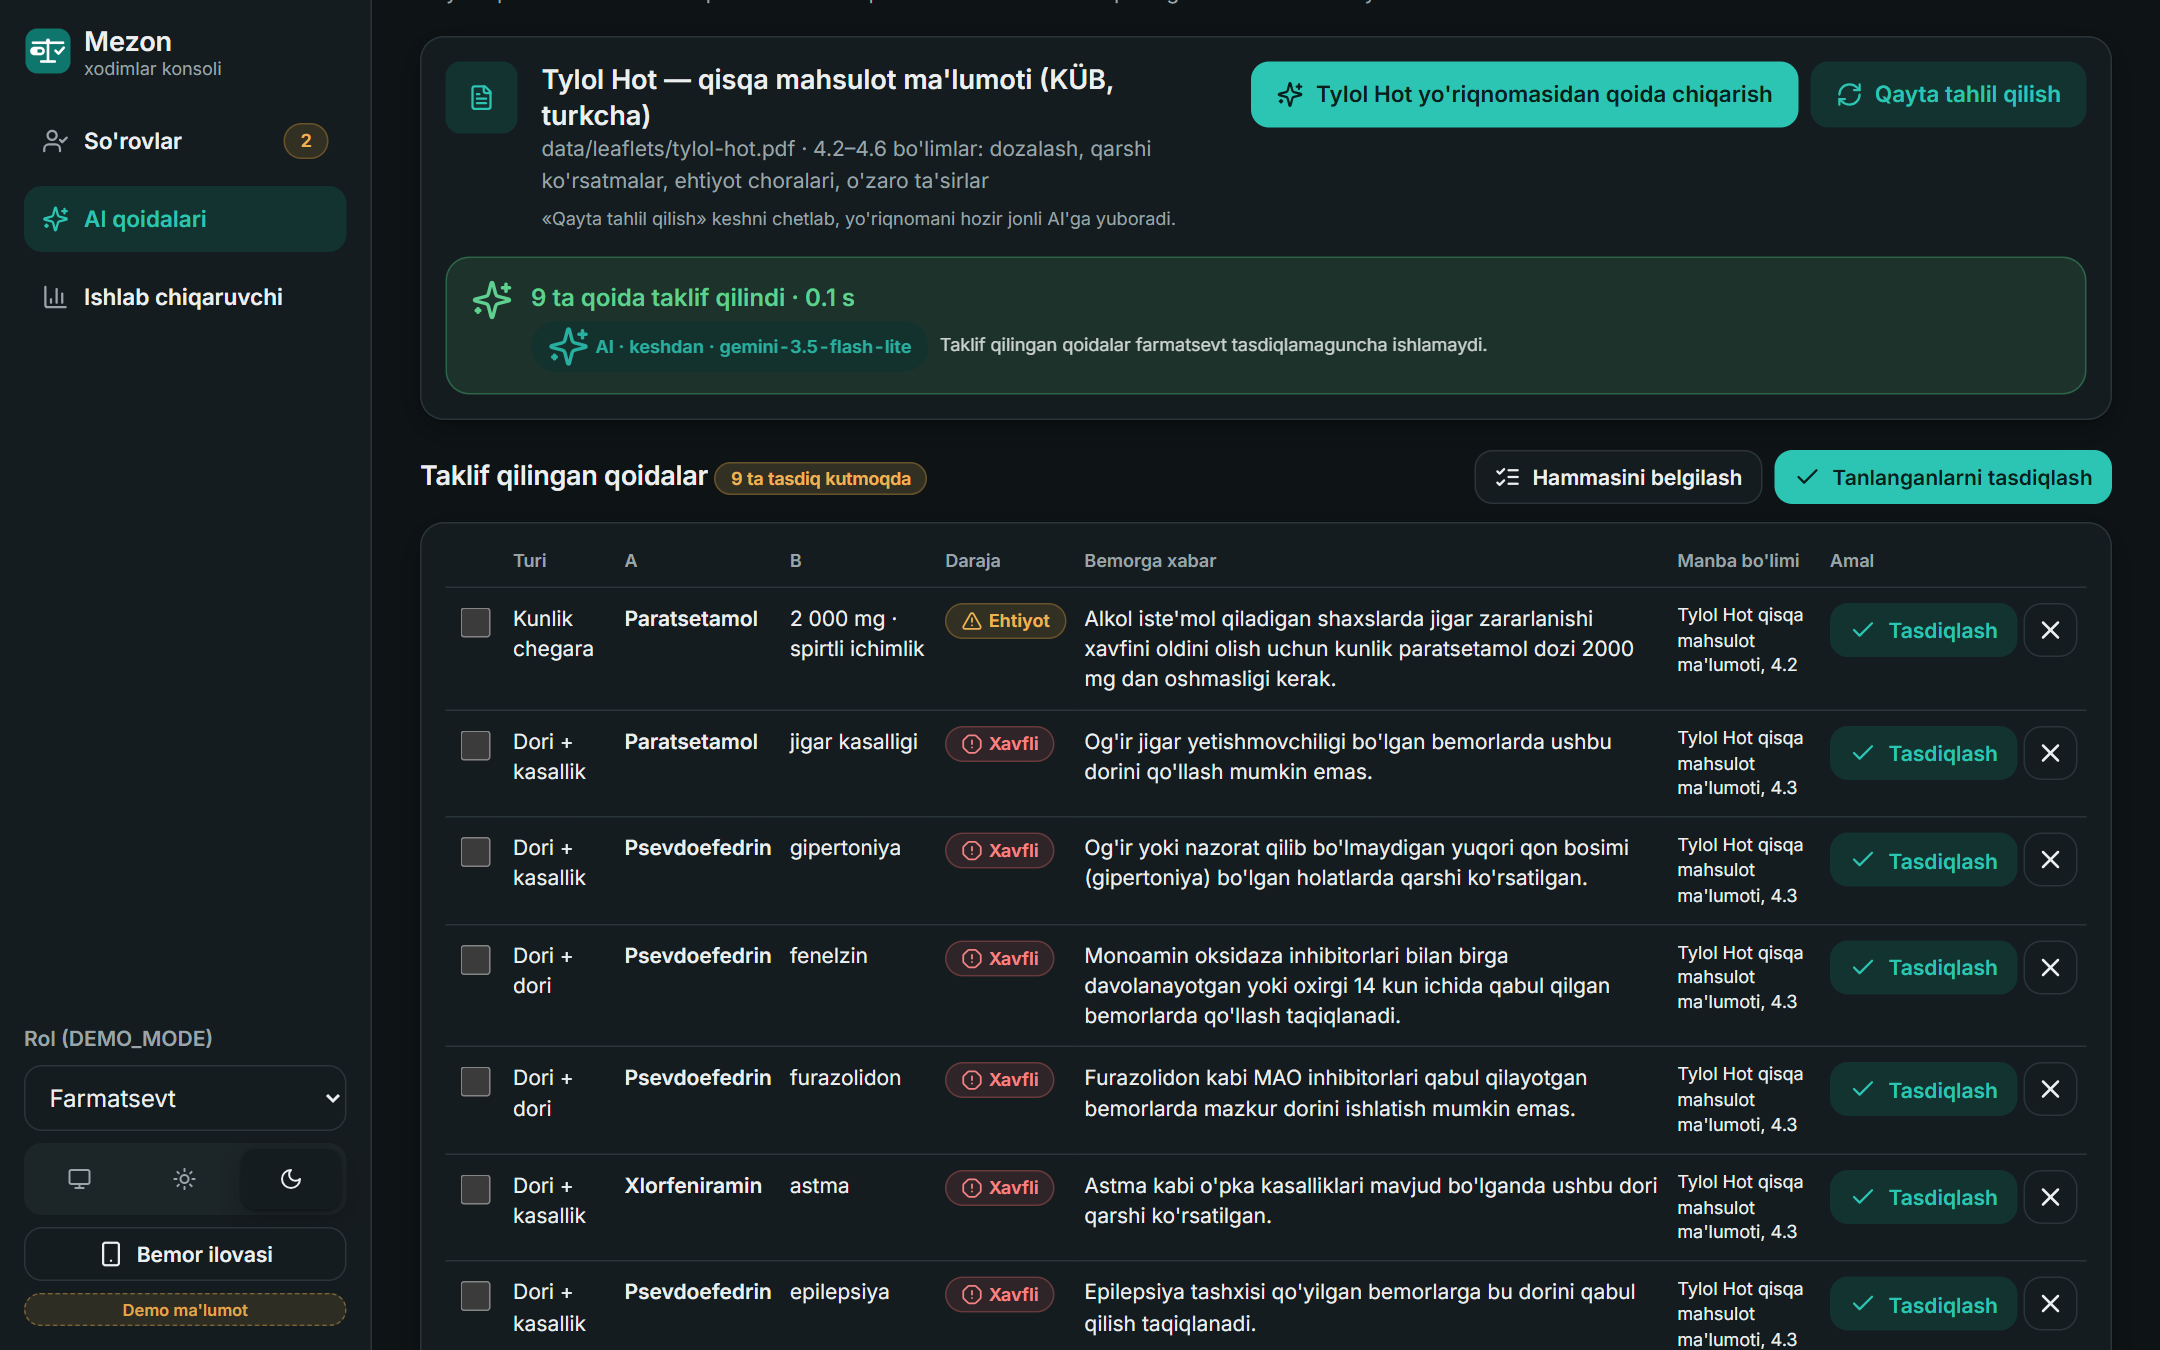 Mezon
xodimlar konsoli
So'rovlar 2
AI qoidalari
Ishlab chiqaruvchi
Rol (DEMO_MODE)
Farmatsevt
Bemor ilovasi
Demo ma'lumot
Tylol Hot — qisqa mahsulot ma'lumoti (KÜB,
turkcha)
data/leaflets/tylol-hot.pdf · 4.2–4.6 bo'limlar: dozalash, qarshi
ko'rsatmalar, ehtiyot choralari, o'zaro ta'sirlar
«Qayta tahlil qilish» keshni chetlab, yo'riqnomani hozir jonli AI'ga yuboradi.
Tylol Hot yo'riqnomasidan qoida chiqarish
Qayta tahlil qilish
9 ta qoida taklif qilindi · 0.1 s
AI · keshdan · gemini-3.5-flash-lite
Taklif qilingan qoidalar farmatsevt tasdiqlamaguncha ishlamaydi.
Taklif qilingan qoidalar 9 ta tasdiq kutmoqda
Hammasini belgilash
Tanlanganlarni tasdiqlash
Turi A B Daraja Bemorga xabar Manba bo'limi Amal
Kunlik
chegara
Paratsetamol
2 000 mg ·
spirtli ichimlik
Ehtiyot
Alkol iste'mol qiladigan shaxslarda jigar zararlanishi
xavfini oldini olish uchun kunlik paratsetamol dozi 2000
mg dan oshmasligi kerak.
Tylol Hot qisqa
mahsulot
ma'lumoti, 4.2
Tasdiqlash
Dori +
kasallik
Paratsetamol
jigar kasalligi
Xavfli
Og'ir jigar yetishmovchiligi bo'lgan bemorlarda ushbu
dorini qo'llash mumkin emas.
Tylol Hot qisqa
mahsulot
ma'lumoti, 4.3
Tasdiqlash
Dori +
kasallik
Psevdoefedrin
gipertoniya
Xavfli
Og'ir yoki nazorat qilib bo'lmaydigan yuqori qon bosimi
(gipertoniya) bo'lgan holatlarda qarshi ko'rsatilgan.
Tylol Hot qisqa
mahsulot
ma'lumoti, 4.3
Tasdiqlash
Dori +
dori
Psevdoefedrin
fenelzin
Xavfli
Monoamin oksidaza inhibitorlari bilan birga
davolanayotgan yoki oxirgi 14 kun ichida qabul qilgan
bemorlarda qo'llash taqiqlanadi.
Tylol Hot qisqa
mahsulot
ma'lumoti, 4.3
Tasdiqlash
Dori +
dori
Psevdoefedrin
furazolidon
Xavfli
Furazolidon kabi MAO inhibitorlari qabul qilayotgan
bemorlarda mazkur dorini ishlatish mumkin emas.
Tylol Hot qisqa
mahsulot
ma'lumoti, 4.3
Tasdiqlash
Dori +
kasallik
Xlorfeniramin
astma
Xavfli
Astma kabi o'pka kasalliklari mavjud bo'lganda ushbu dori
qarshi ko'rsatilgan.
Tylol Hot qisqa
mahsulot
ma'lumoti, 4.3
Tasdiqlash
Dori +
kasallik
Psevdoefedrin
epilepsiya
Xavfli
Epilepsiya tashxisi qo'yilgan bemorlarga bu dorini qabul
qilish taqiqlanadi.
Tylol Hot qisqa
mahsulot
ma'lumoti, 4.3
Tasdiqlash